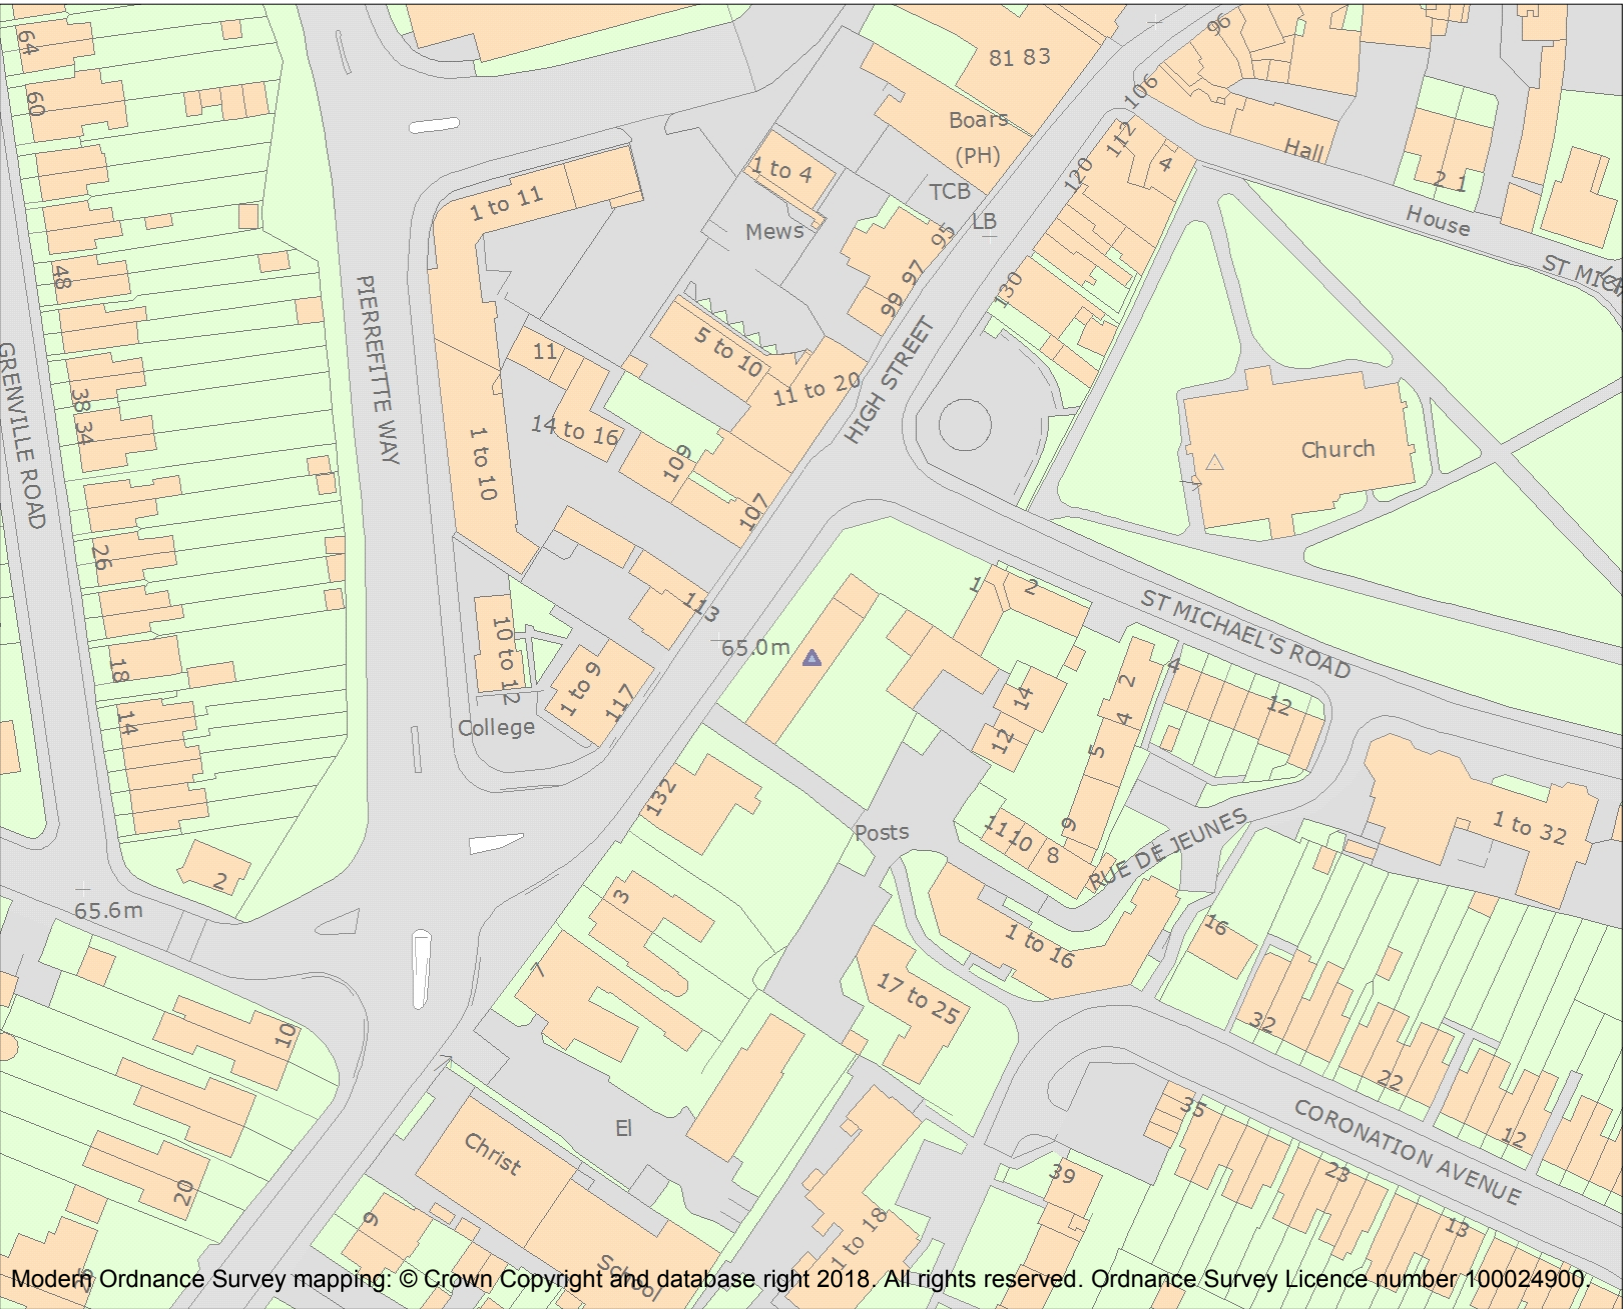 64
81 83
96
60
106
Boars
(PH)
112
Hall
1 to 4
120
4
2 1
1 to 11
TCB
House
Mews
LB
95
48
97
130
ST MICH
99
PIERREFITTE WAY
GRENVILLE ROAD
5 to 10
11
HIGH STREET
11 to 20
38
34
14 to 16
Church
109
1 to 10
107
26
1
2
113
ST MICHAEL'S ROAD
10 to 12
65.0m
18
1 to 9
117
4
2
14
12
14
College
4
12
5
132
Posts
11
10
9
8
RUE DE JEUNES
1 to 32
2
3
65.6m
16
1 to 16
7
17 to 25
10
32
22
35
CORONATION AVENUE
El
Christ
12
39
23
20
9
1 to 18
13
School
Modern Ordnance Survey mapping: © Crown Copyright and database right 2018. All rights reserved. Ordnance Survey Licence number 100024900.